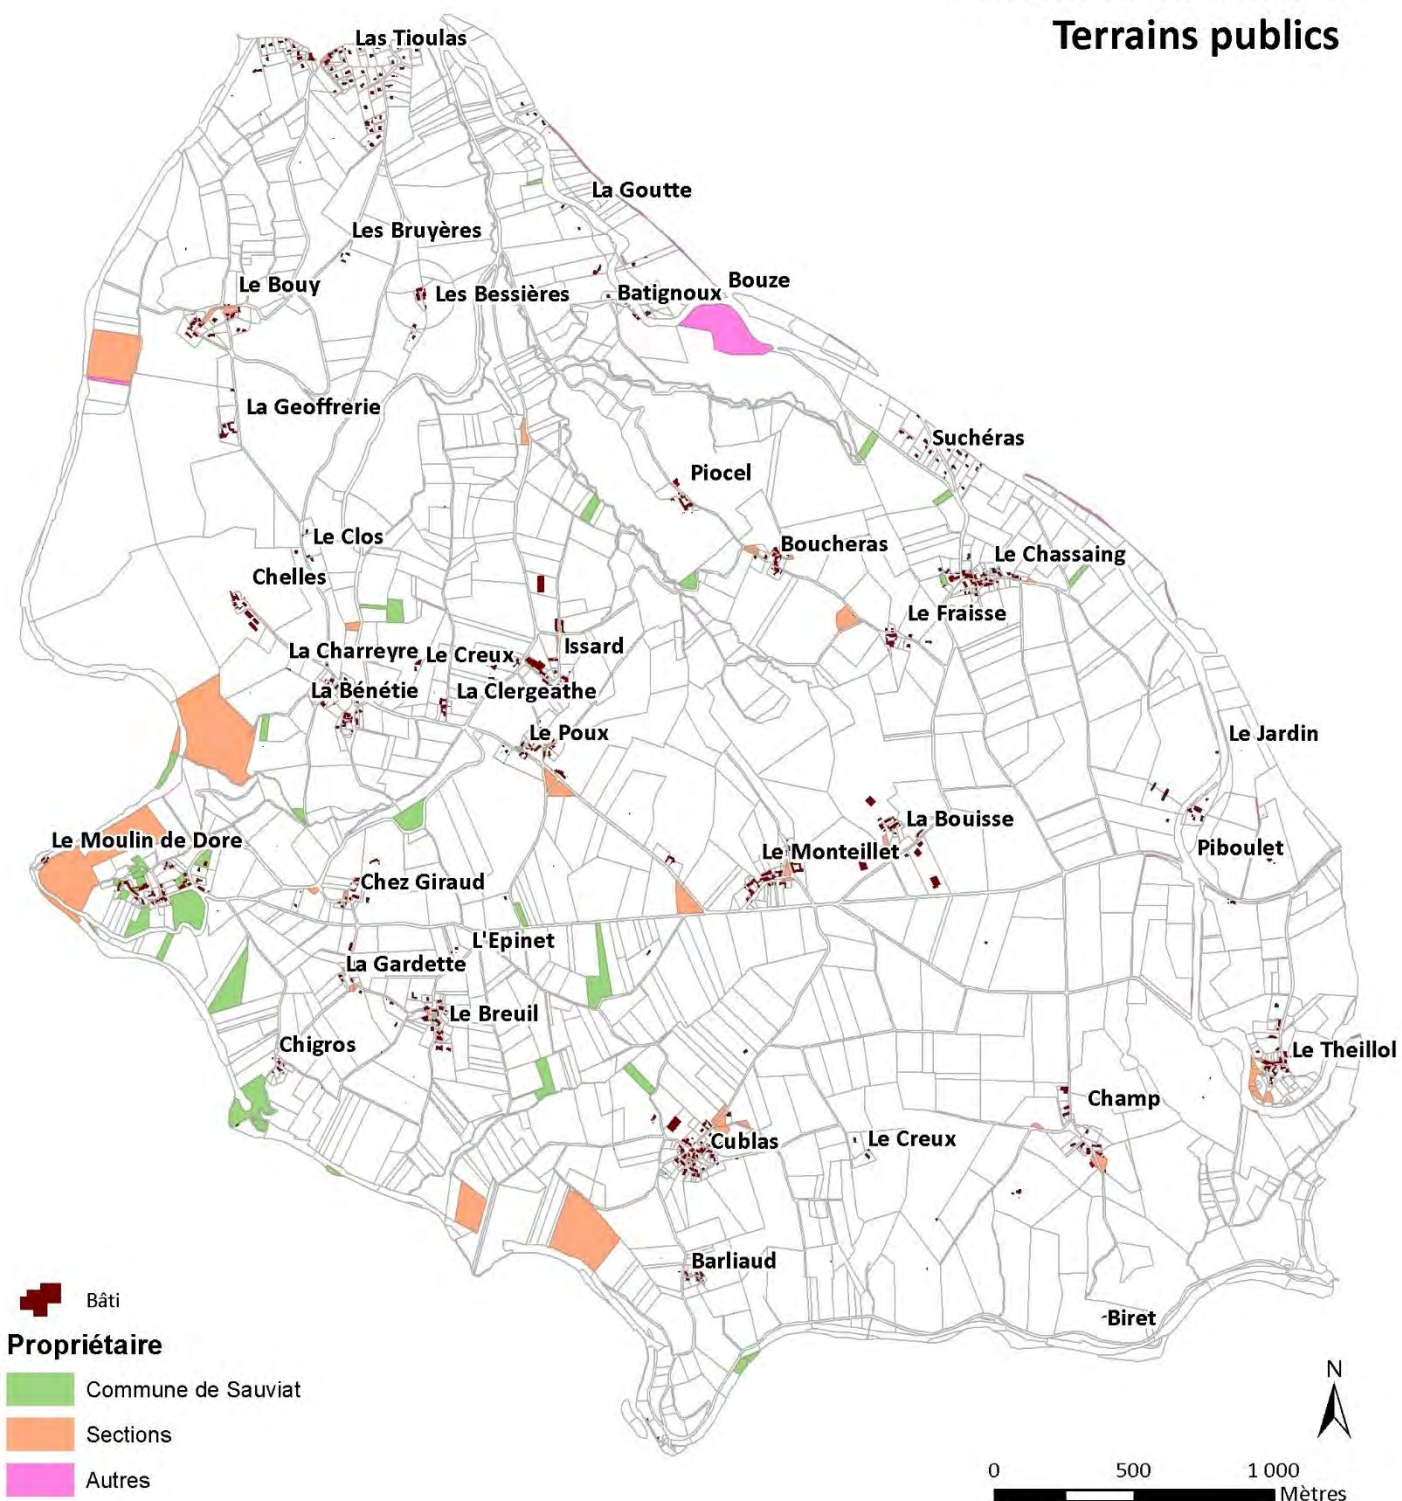 Terrains publics
Las Tioulas
La Goutte
Les Bruyères
Bouze
Le Bouy
Les Bessières
Batignoux
La Geoffrerie
Suchéras
Piocel
Le Clos
Boucheras
Le Chassaing
Chelles
Le Fraisse
La Charreyre
Le Creux
Issard
La Bénétie
La Clergeathe
Le Poux
Le Jardin
La Bouisse
Le Moulin de Dore
Le Monteillet
Piboulet
Chez Giraud
L'Epinet
La Gardette
Le Breuil
Chigros
Le Theillol
Champ
Cublas
Le Creux
Barliaud
Biret
Bâti
Propriétaire
Commune de Sauviat
Sections
Autres
N
0 500 1 000
Mètres